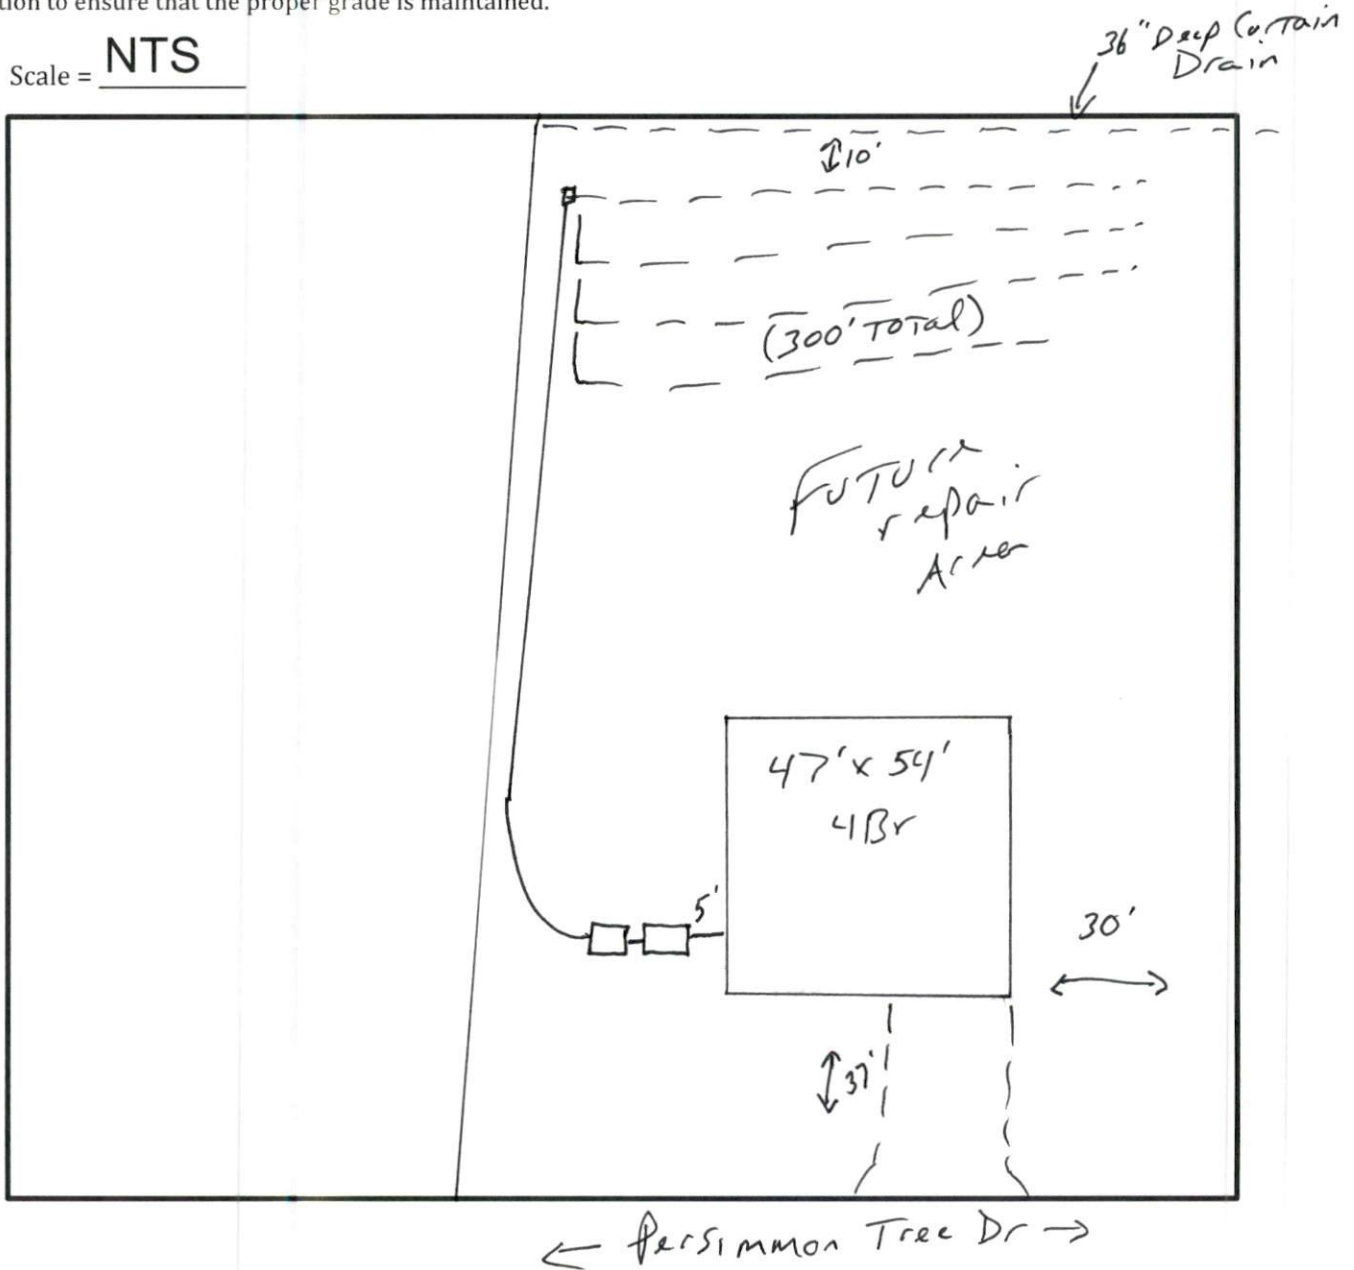 tion to ensure that the proper grade is maintained.
Scale = NTS
36" Deep Curtain
Drain
10'
(300' Total)
Future
repair
Area
47' x 54'
4Br
5'
30'
37'
← Persimmon Tree Dr →